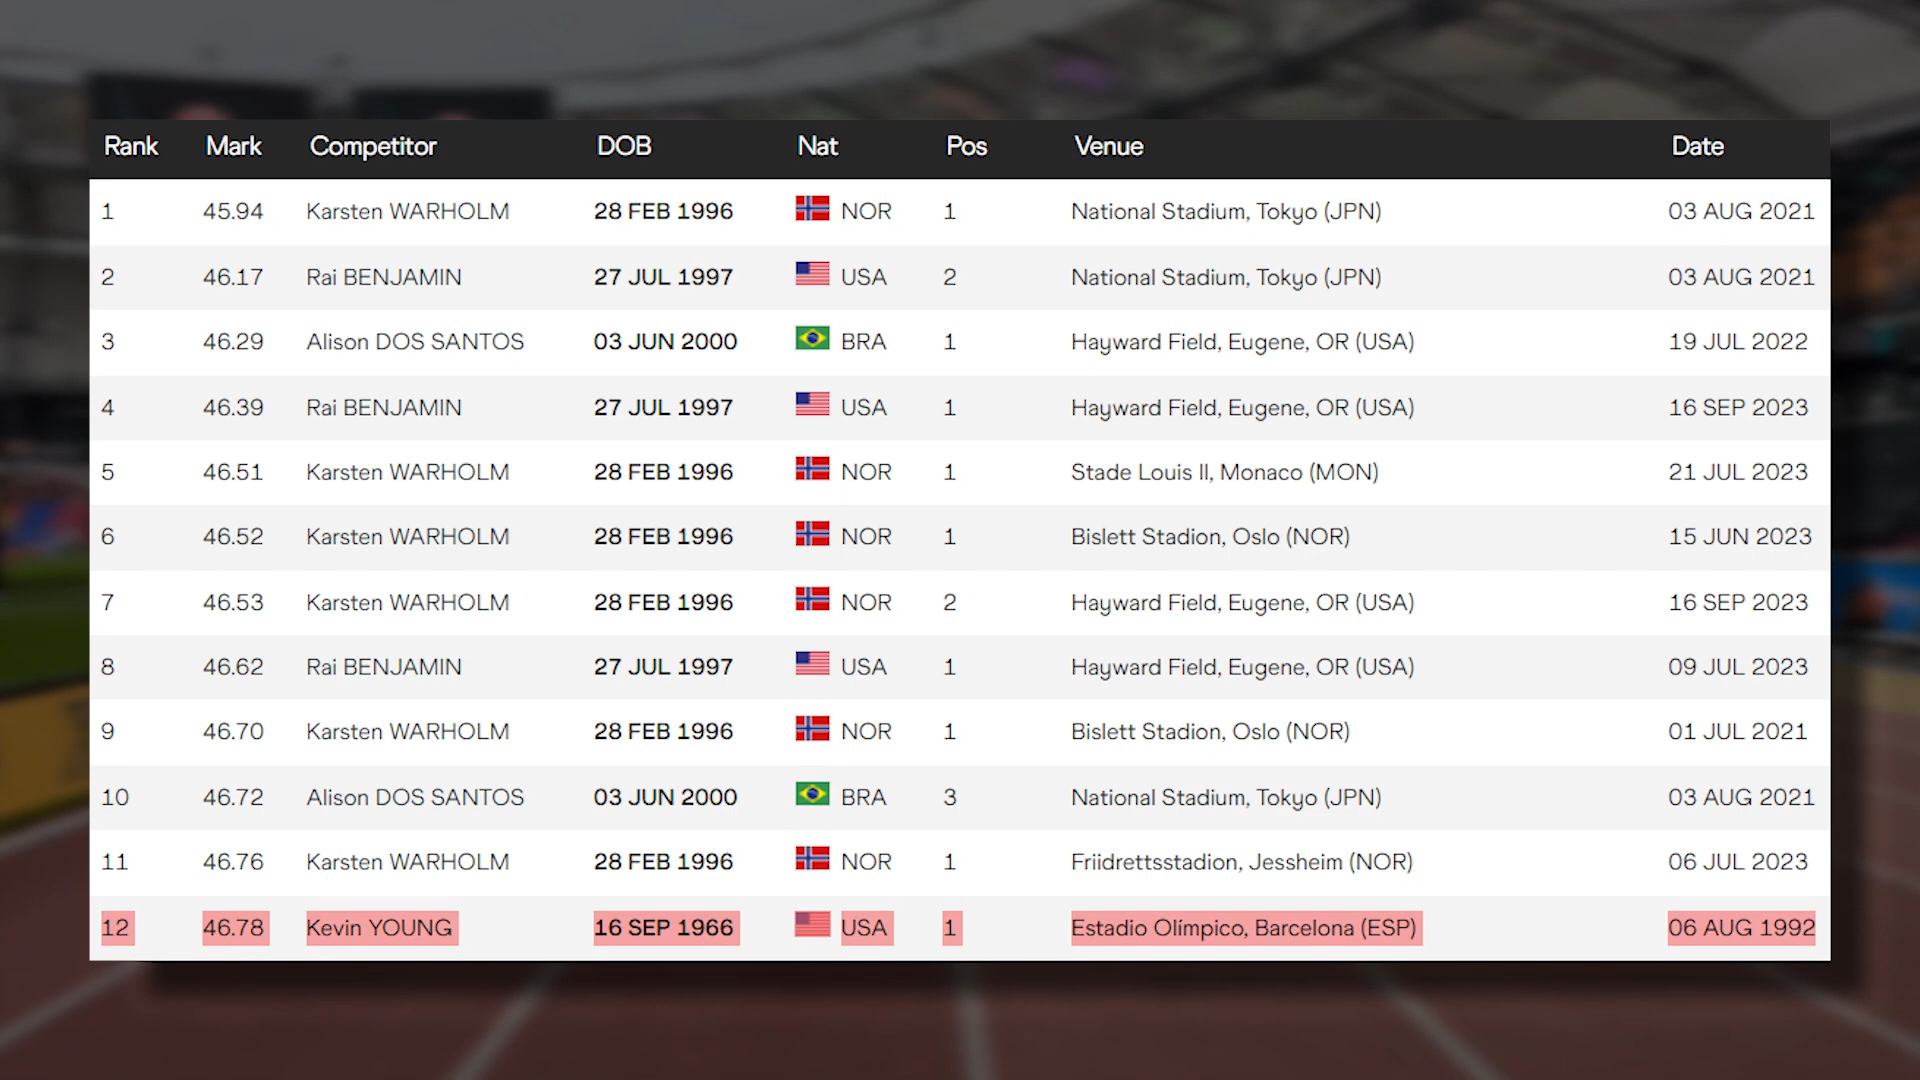 Rank Mark Competitor DOB Nat Pos Venue Date
1 45.94 Karsten WARHOLM 28 FEB 1996 NOR 1 National Stadium, Tokyo (JPN) 03 AUG 2021
2 46.17 Rai BENJAMIN 27 JUL 1997 USA 2 National Stadium, Tokyo (JPN) 03 AUG 2021
3 46.29 Alison DOS SANTOS 03 JUN 2000 BRA 1 Hayward Field, Eugene, OR (USA) 19 JUL 2022
4 46.39 Rai BENJAMIN 27 JUL 1997 USA 1 Hayward Field, Eugene, OR (USA) 16 SEP 2023
5 46.51 Karsten WARHOLM 28 FEB 1996 NOR 1 Stade Louis II, Monaco (MON) 21 JUL 2023
6 46.52 Karsten WARHOLM 28 FEB 1996 NOR 1 Bislett Stadion, Oslo (NOR) 15 JUN 2023
7 46.53 Karsten WARHOLM 28 FEB 1996 NOR 2 Hayward Field, Eugene, OR (USA) 16 SEP 2023
8 46.62 Rai BENJAMIN 27 JUL 1997 USA 1 Hayward Field, Eugene, OR (USA) 09 JUL 2023
9 46.70 Karsten WARHOLM 28 FEB 1996 NOR 1 Bislett Stadion, Oslo (NOR) 01 JUL 2021
10 46.72 Alison DOS SANTOS 03 JUN 2000 BRA 3 National Stadium, Tokyo (JPN) 03 AUG 2021
11 46.76 Karsten WARHOLM 28 FEB 1996 NOR 1 Friidrettsstadion, Jessheim (NOR) 06 JUL 2023
12 46.78 Kevin YOUNG 16 SEP 1966 USA 1 Estadio Olímpico, Barcelona (ESP) 06 AUG 1992